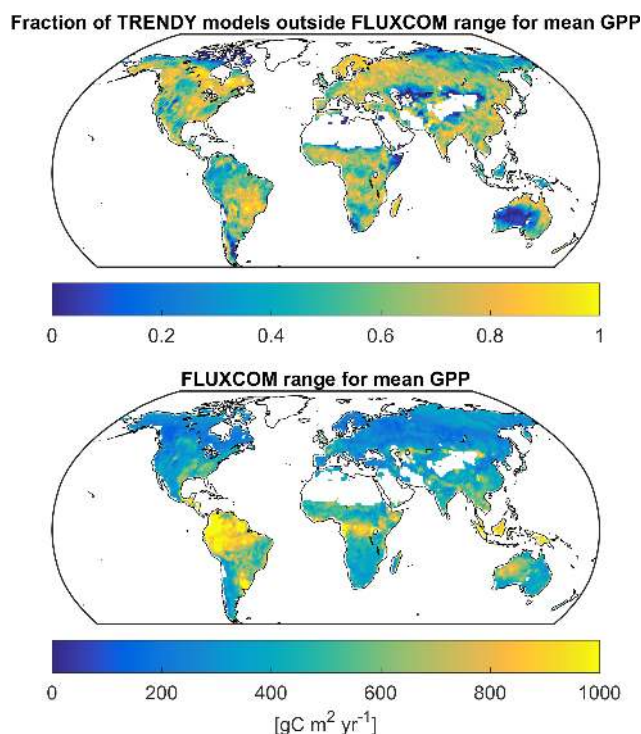 Fraction of TRENDY models outside FLUXCOM range for mean GPP
0 0.2 0.4 0.6 0.8 1
FLUXCOM range for mean GPP
0 200 400 600 800 1000
[gC m² yr⁻¹]